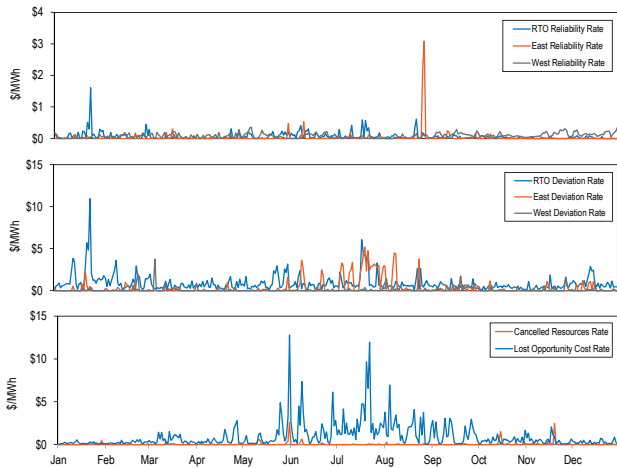 $4
$3
$2
$1
$0
$/MWh
RTO Reliability Rate
East Reliability Rate
West Reliability Rate
$15
$10
$5
$0
$/MWh
RTO Deviation Rate
East Deviation Rate
West Deviation Rate
$15
$10
$5
$0
$/MWh
Cancelled Resources Rate
Lost Opportunity Cost Rate
Jan Feb Mar Apr May Jun Jul Aug Sep Oct Nov Dec